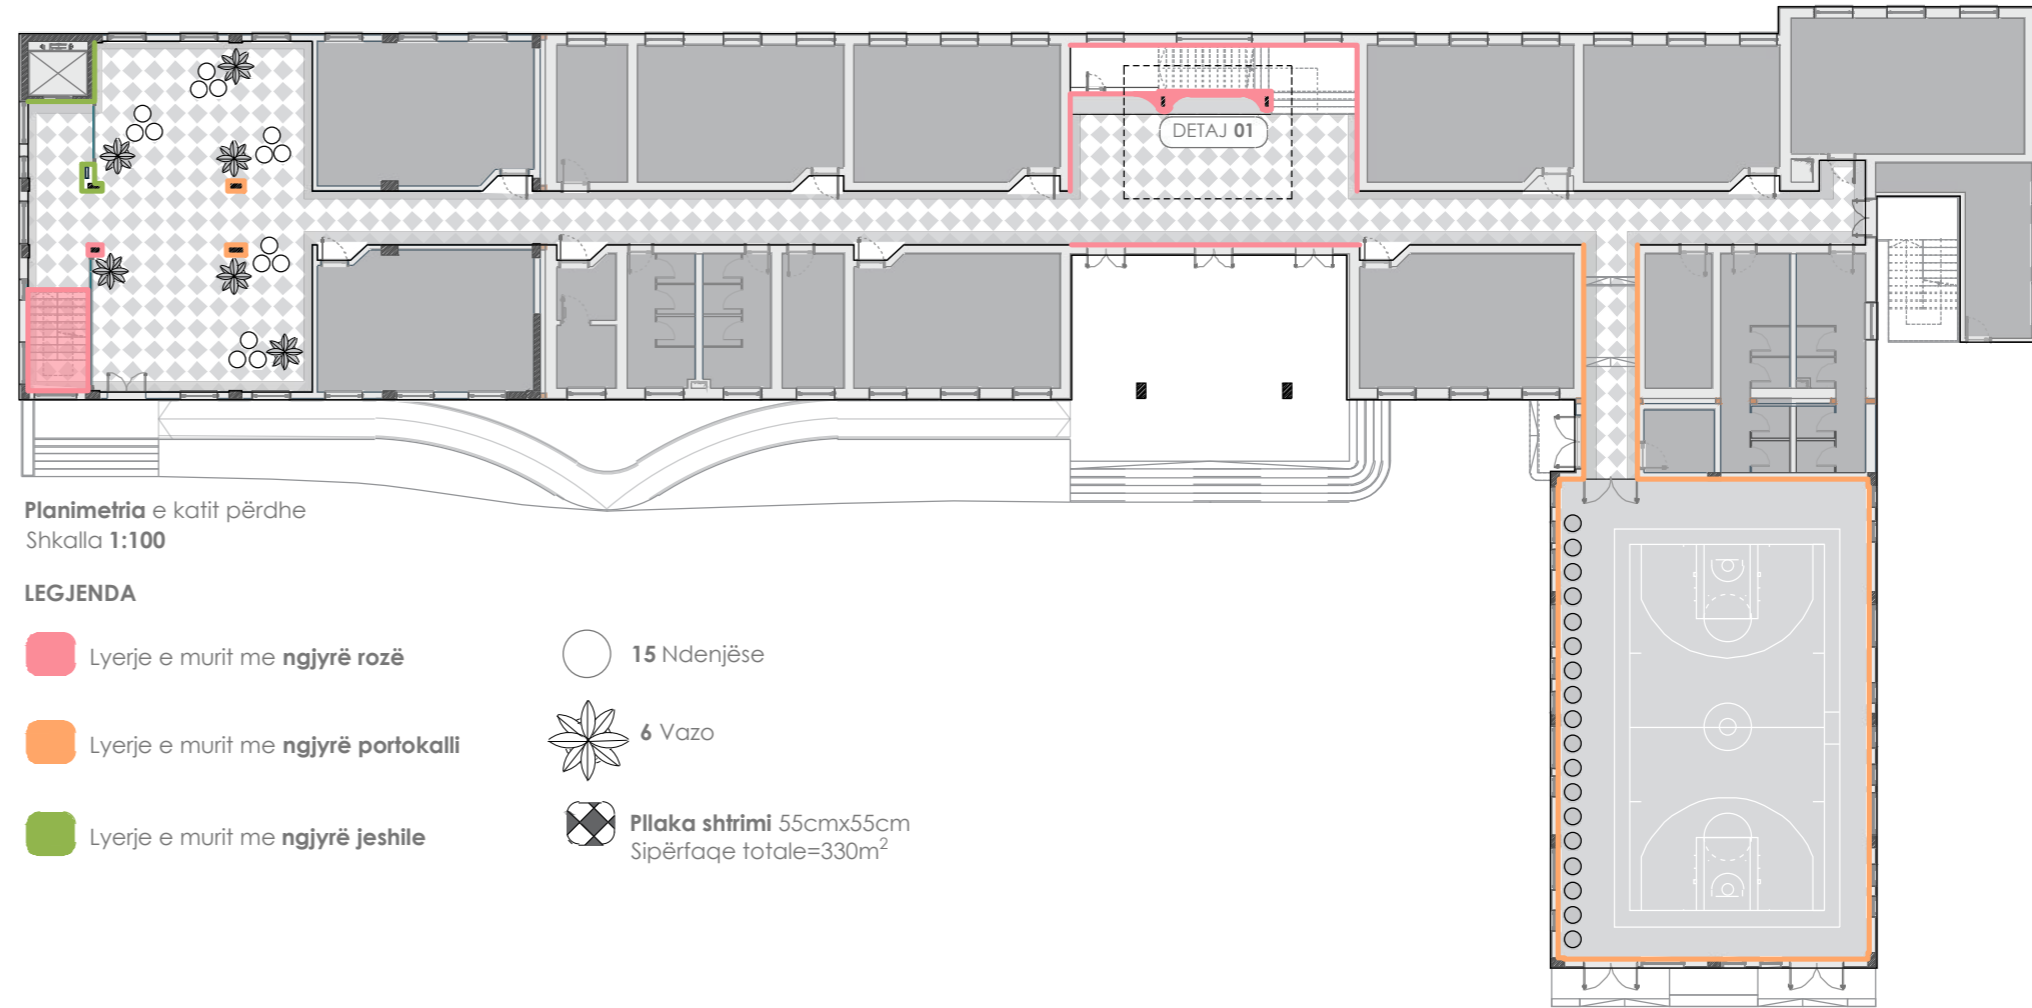 DETAJ 01
Planimetria e katit përdhe
Shkalla 1:100
LEGJENDA
Lyerje e murit me ngjyrë rozë
Lyerje e murit me ngjyrë portokalli
Lyerje e murit me ngjyrë jeshile
15 Ndenjëse
6 Vazo
Pllaka shtrimi 55cmx55cm
Sipërfaqe totale=330m²